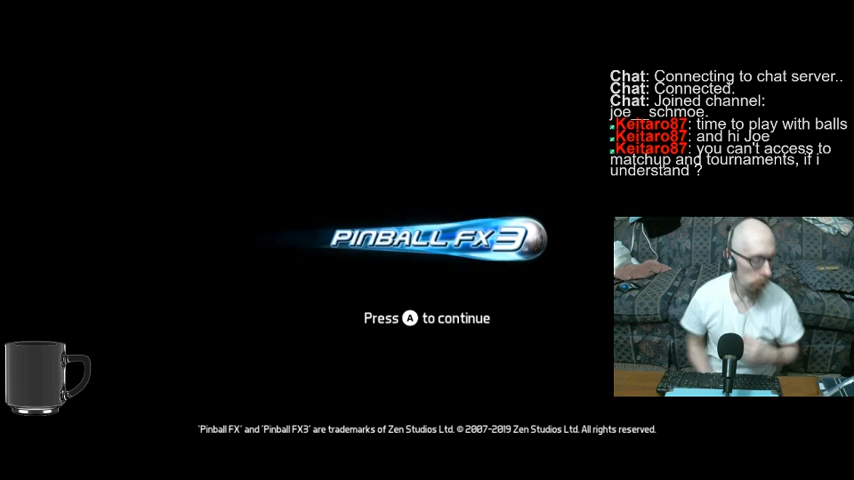 Chat: Connecting to chat server..
Chat: Connected.
Chat: Joined channel:
joe__schmoe.
Keitaro87: time to play with balls
Keitaro87: and hi Joe
Keitaro87: you can't access to
matchup and tournaments, if i
understand ?
PINBALL FX3
Press A to continue
'Pinball FX' and 'Pinball FX3' are trademarks of Zen Studios Ltd. © 2007-2019 Zen Studios Ltd. All rights reserved.